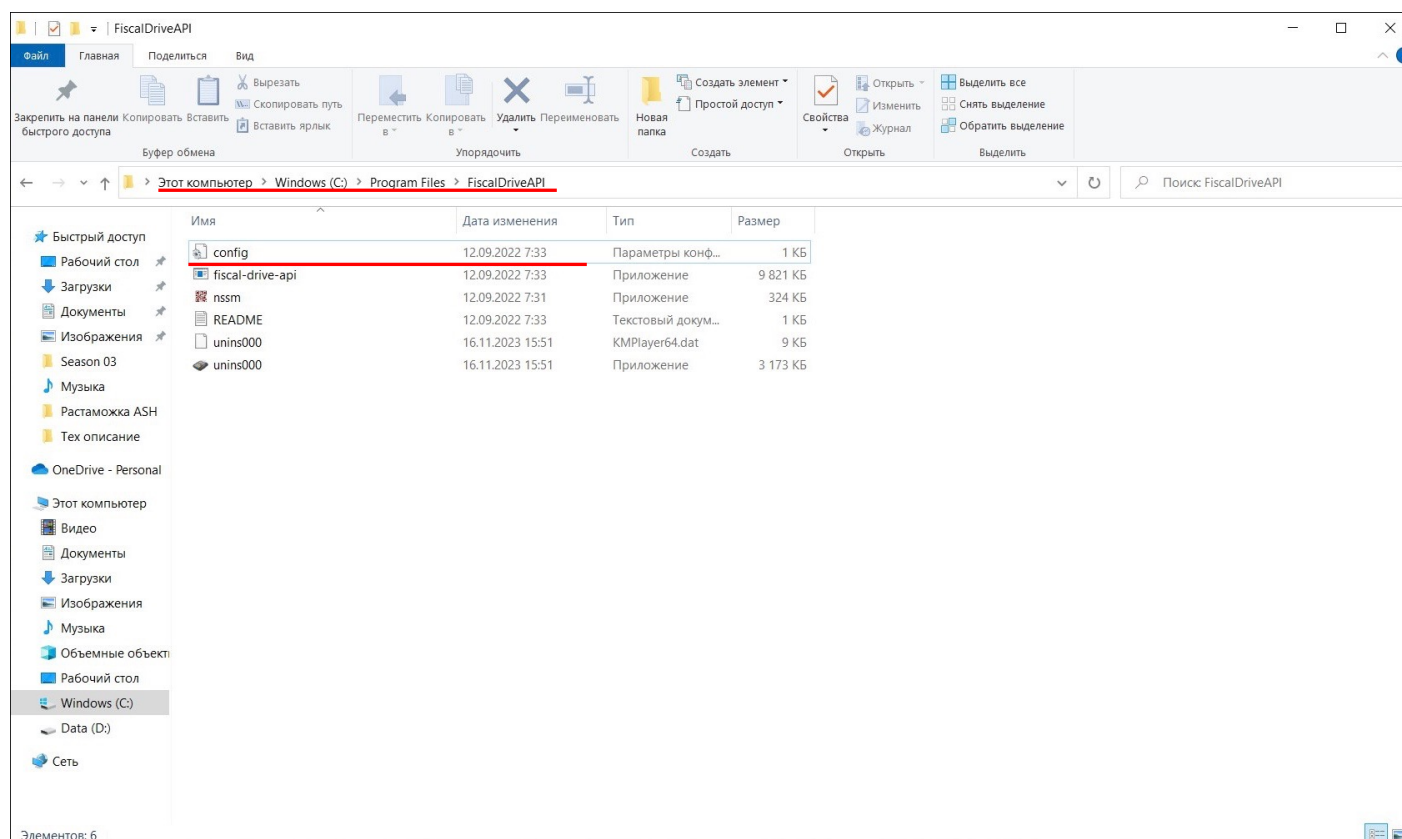 FiscalDriveAPI
Файл Главная Поделиться Вид
Закрепить на панели быстрого доступа
Копировать
Вставить
Вырезать
Скопировать путь
Вставить ярлык
Переместить в
Копировать в
Удалить
Переименовать
Новая папка
Создать элемент
Простой доступ
Свойства
Открыть
Изменить
Журнал
Выделить все
Снять выделение
Обратить выделение
Буфер обмена Упорядочить Создать Открыть Выделить
Этот компьютер > Windows (C:) > Program Files > FiscalDriveAPI
Поиск: FiscalDriveAPI
Быстрый доступ
Рабочий стол
Загрузки
Документы
Изображения
Season 03
Музыка
Растаможка ASH
Тех описание
OneDrive - Personal
Этот компьютер
Видео
Документы
Загрузки
Изображения
Музыка
Объемные объект
Рабочий стол
Windows (C:)
Data (D:)
Сеть
Имя Дата изменения Тип Размер
config 12.09.2022 7:33 Параметры конф... 1 КБ
fiscal-drive-api 12.09.2022 7:33 Приложение 9 821 КБ
nssm 12.09.2022 7:31 Приложение 324 КБ
README 12.09.2022 7:33 Текстовый докум... 1 КБ
unins000 16.11.2023 15:51 KMPlayer64.dat 9 КБ
unins000 16.11.2023 15:51 Приложение 3 173 КБ
Элементов: 6